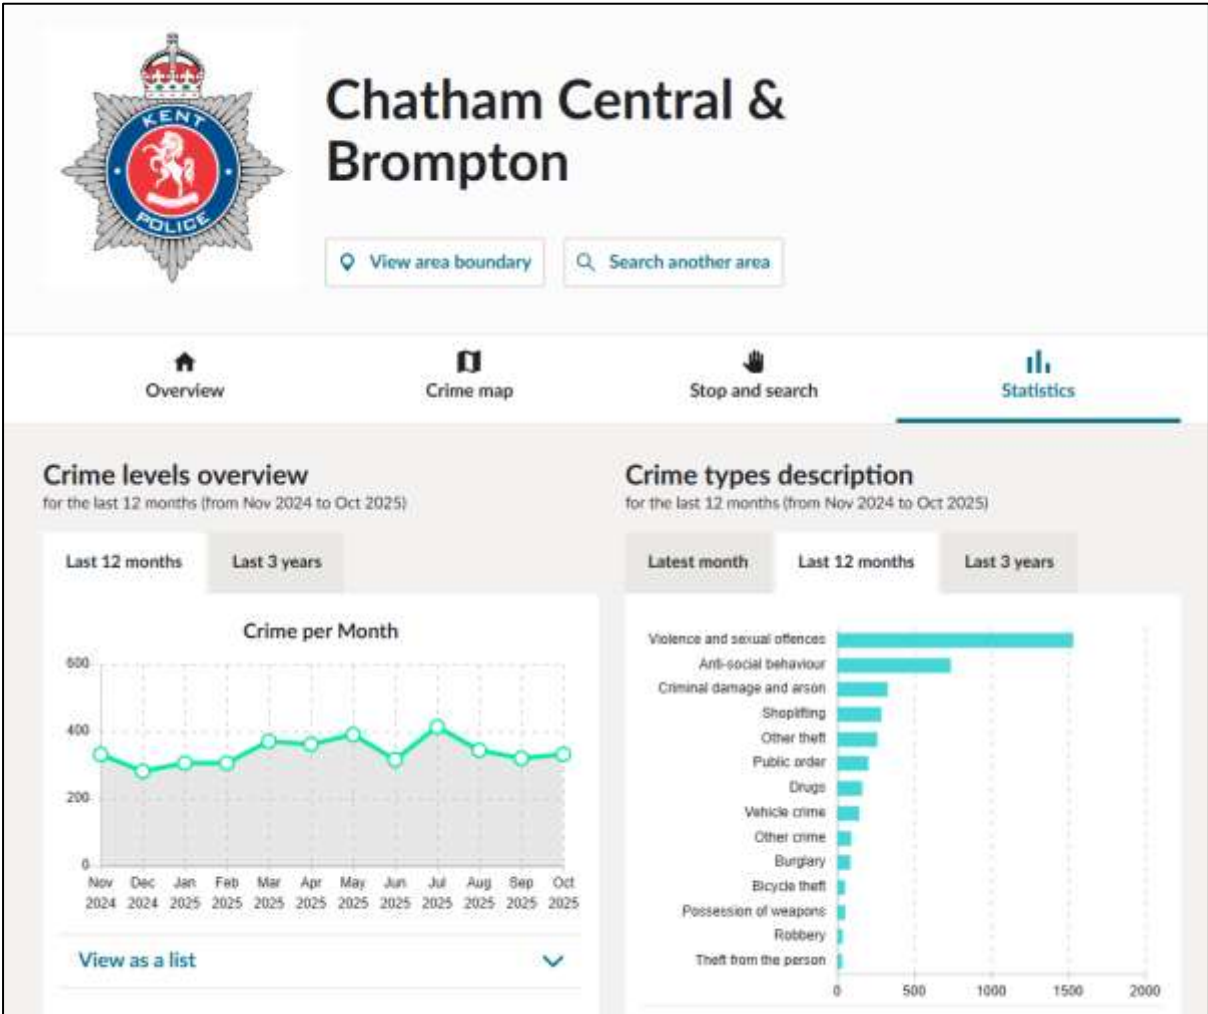 KENT
POLICE
Chatham Central &
Brompton
View area boundary
Search another area
Overview
Crime map
Stop and search
Statistics
Crime levels overview
for the last 12 months (from Nov 2024 to Oct 2025)
Last 12 months
Last 3 years
Crime per Month
600
400
200
0
Nov 2024
Dec 2024
Jan 2025
Feb 2025
Mar 2025
Apr 2025
May 2025
Jun 2025
Jul 2025
Aug 2025
Sep 2025
Oct 2025
View as a list
Crime types description
for the last 12 months (from Nov 2024 to Oct 2025)
Latest month
Last 12 months
Last 3 years
Violence and sexual offences
Anti-social behaviour
Criminal damage and arson
Shoplifting
Other theft
Public order
Drugs
Vehicle crime
Other crime
Burglary
Bicycle theft
Possession of weapons
Robbery
Theft from the person
0
500
1000
1500
2000